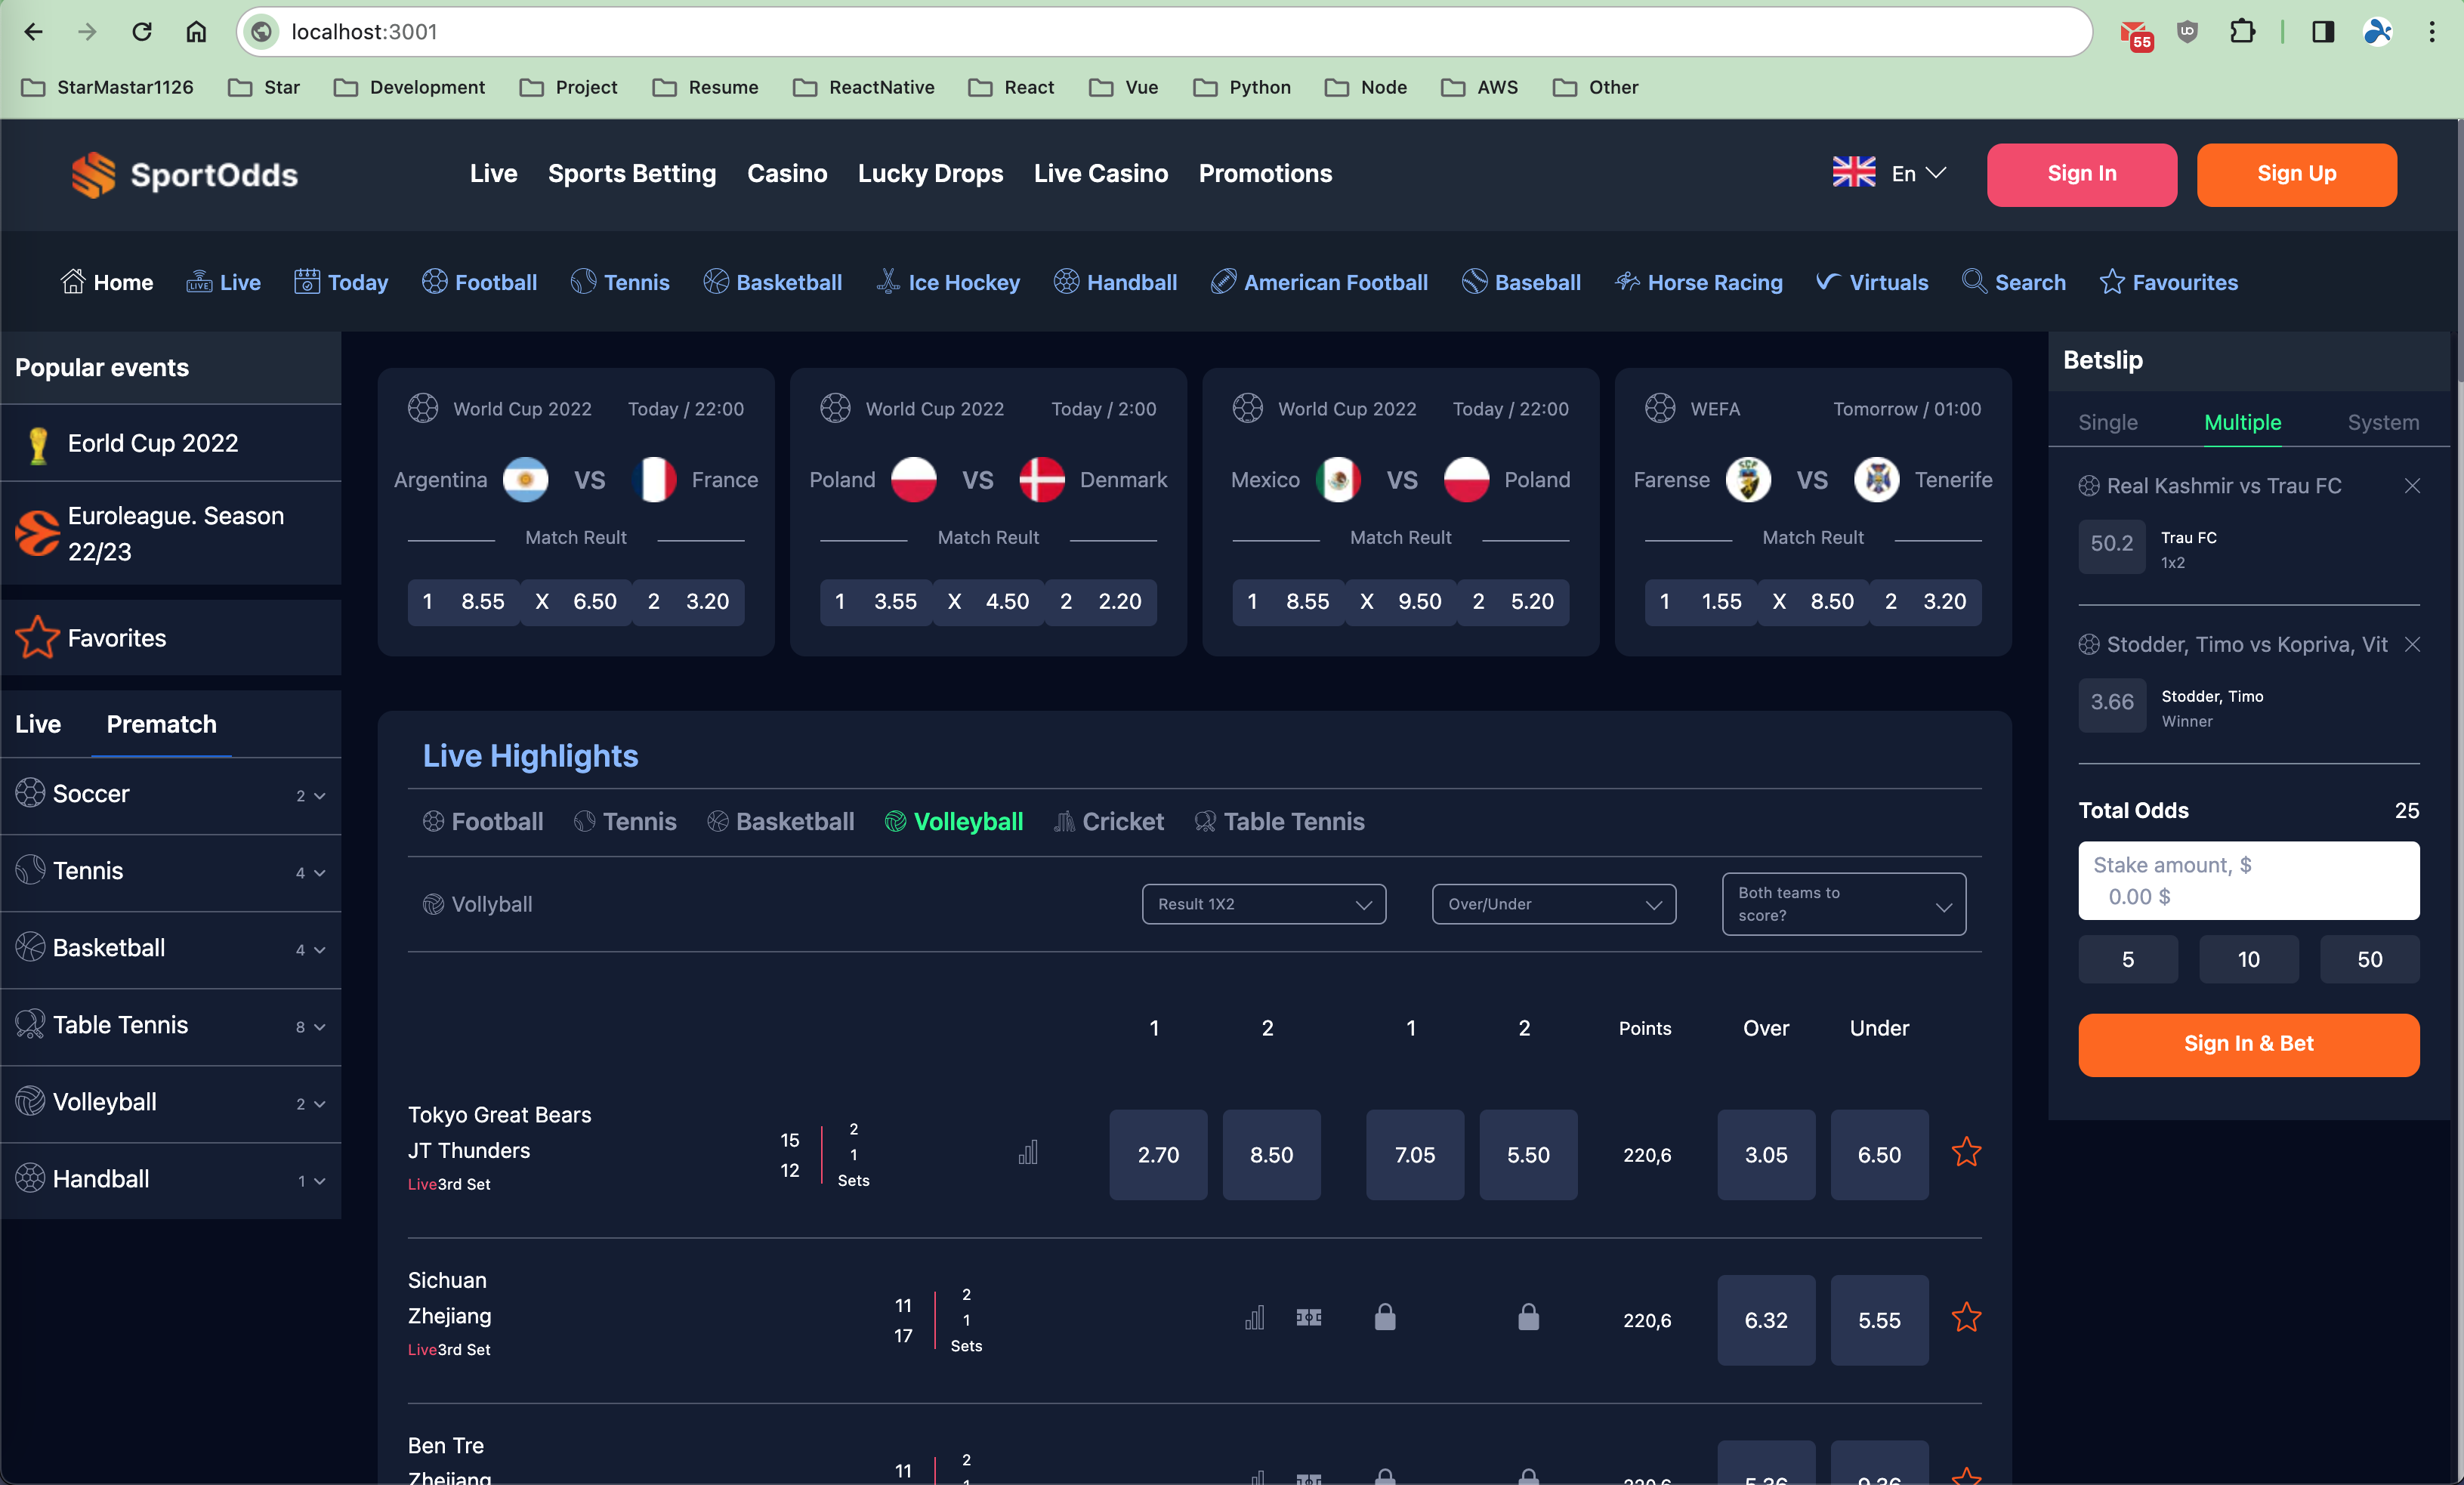 localhost:3001
55
StarMastar1126
Star
Development
Project
Resume
ReactNative
React
Vue
Python
Node
AWS
Other
SportOdds
Live
Sports Betting
Casino
Lucky Drops
Live Casino
Promotions
En
Sign In
Sign Up
Home
LIVE
Live
Today
Football
Tennis
Basketball
Ice Hockey
Handball
American Football
Baseball
Horse Racing
Virtuals
Search
Favourites
Popular events
Eorld Cup 2022
Euroleague. Season
22/23
Favorites
Live
Prematch
Soccer
2
Tennis
4
Basketball
4
Table Tennis
8
Volleyball
2
Handball
1
World Cup 2022
Today / 22:00
Argentina
VS
France
Match Reult
1 8.55 X 6.50 2 3.20
World Cup 2022
Today / 2:00
Poland
VS
Denmark
Match Reult
1 3.55 X 4.50 2 2.20
World Cup 2022
Today / 22:00
Mexico
VS
Poland
Match Reult
1 8.55 X 9.50 2 5.20
WEFA
Tomorrow / 01:00
Farense
VS
Tenerife
Match Reult
1 1.55 X 8.50 2 3.20
Live Highlights
Football
Tennis
Basketball
Volleyball
Cricket
Table Tennis
Vollyball
Result 1X2
Over/Under
Both teams to
score?
1
2
1
2
Points
Over
Under
Tokyo Great Bears
JT Thunders
Live3rd Set
15
12
2
1
Sets
2.70
8.50
7.05
5.50
220,6
3.05
6.50
Sichuan
Zhejiang
Live3rd Set
11
17
2
1
Sets
220,6
6.32
5.55
Ben Tre
Zhejiang
11
2
1
220,6
5.36
9.36
Betslip
Single
Multiple
System
Real Kashmir vs Trau FC
50.2
Trau FC
1x2
Stodder, Timo vs Kopriva, Vit
3.66
Stodder, Timo
Winner
Total Odds
25
Stake amount, $
0.00 $
5
10
50
Sign In & Bet